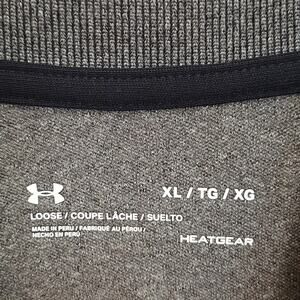 XL / TG / XG
LOOSE / COUPE LÂCHE / SUELTO
MADE IN PERU / FABRIQUÉ AU PÉROU /
HECHO EN PERÚ
HEATGEAR